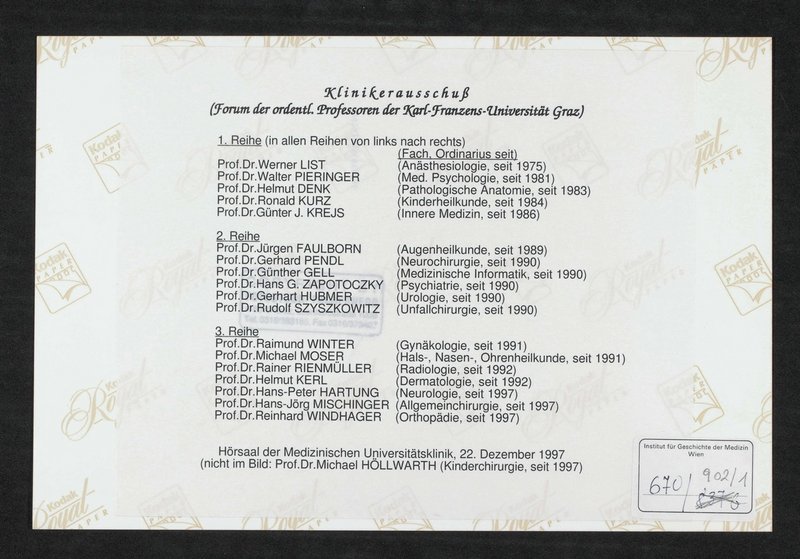 Klinikerausschuß
(Forum der ordentl. Professoren der Karl-Franzens-Universität Graz)
1. Reihe (in allen Reihen von links nach rechts)
(Fach, Ordinarius seit)
Prof.Dr.Werner LIST (Anästhesiologie, seit 1975)
Prof.Dr.Walter PIERINGER (Med. Psychologie, seit 1981)
Prof.Dr.Helmut DENK (Pathologische Anatomie, seit 1983)
Prof.Dr.Ronald KURZ (Kinderheilkunde, seit 1984)
Prof.Dr.Günter J. KREJS (Innere Medizin, seit 1986)
2. Reihe
Prof.Dr.Jürgen FAULBORN (Augenheilkunde, seit 1989)
Prof.Dr.Gerhard PENDL (Neurochirurgie, seit 1990)
Prof.Dr.Günther GELL (Medizinische Informatik, seit 1990)
Prof.Dr.Hans G. ZAPOTOCZKY (Psychiatrie, seit 1990)
Prof.Dr.Gerhart HUBMER (Urologie, seit 1990)
Prof.Dr.Rudolf SZYSZKOWITZ (Unfallchirurgie, seit 1990)
3. Reihe
Prof.Dr.Raimund WINTER (Gynäkologie, seit 1991)
Prof.Dr.Michael MOSER (Hals-, Nasen-, Ohrenheilkunde, seit 1991)
Prof.Dr.Rainer RIENMÜLLER (Radiologie, seit 1992)
Prof.Dr.Helmut KERL (Dermatologie, seit 1992)
Prof.Dr.Hans-Peter HARTUNG (Neurologie, seit 1997)
Prof.Dr.Hans-Jörg MISCHINGER (Allgemeinchirurgie, seit 1997)
Prof.Dr.Reinhard WINDHAGER (Orthopädie, seit 1997)
Hörsaal der Medizinischen Universitätsklinik, 22. Dezember 1997
(nicht im Bild: Prof.Dr.Michael HÖLLWARTH (Kinderchirurgie, seit 1997)
Institut für Geschichte der Medizin
Wien
670/ 902/1
Kodak
Royal
PAPER